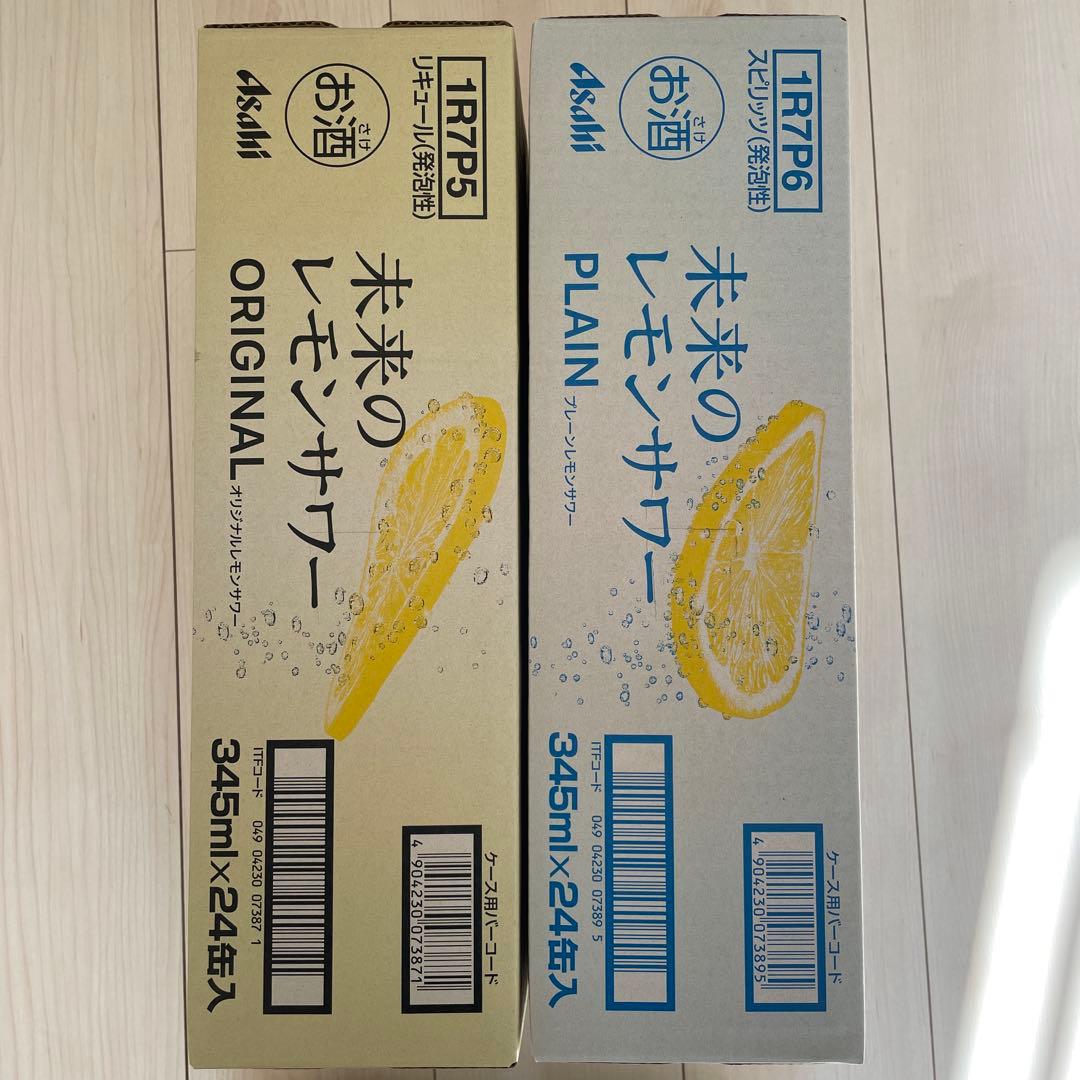 1R7P5
リキュール(発泡性)
お酒
さけ
Asahi
未来の
レモンサワー
ORIGINAL
オリジナルレモンサワー
ITFコード 049 04230 07387 1
345ml×24缶入
ケース用バーコード
4 904230 073871
1R7P6
スピリッツ(発泡性)
お酒
さけ
Asahi
未来の
レモンサワー
PLAIN
プレーンレモンサワー
ITFコード 049 04230 07389 5
345ml×24缶入
ケース用バーコード
4 904230 073895